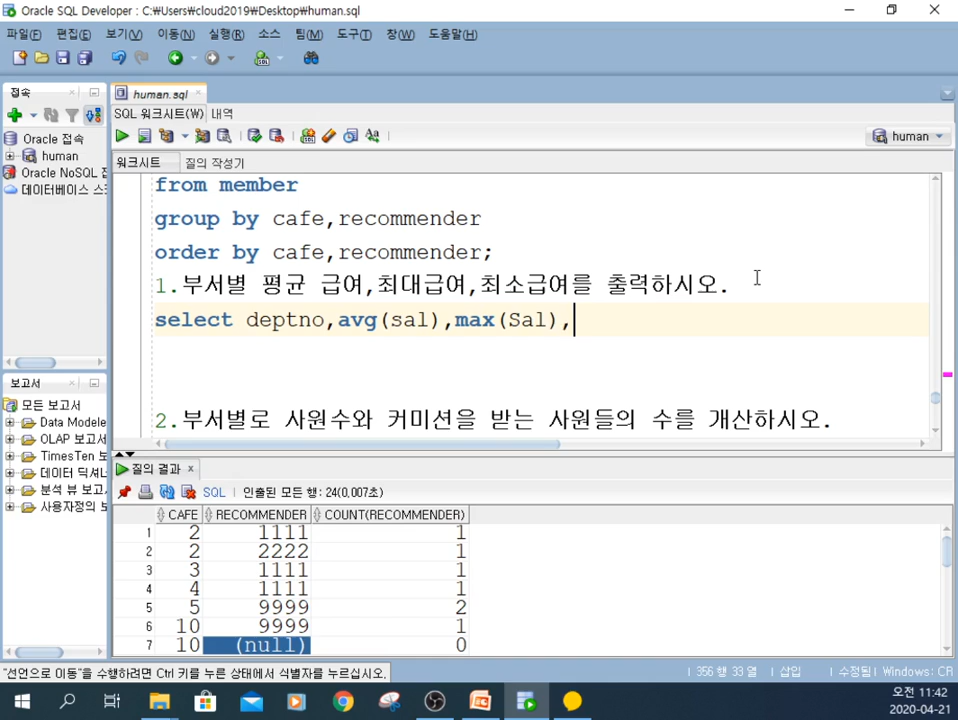 Oracle SQL Developer : C:₩Users₩cloud2019₩Desktop₩human.sql
파일(F) 편집(E) 보기(V) 이동(N) 실행(R) 소스 팀(M) 도구(T) 창(W) 도움말(H)
접속
Oracle 접속
human
Oracle NoSQL 접
데이터베이스 스
human.sql
SQL 워크시트(W) 내역
human
워크시트 질의 작성기
from member
group by cafe,recommender
order by cafe,recommender;
1.부서별 평균 급여,최대급여,최소급여를 출력하시오.
select deptno,avg(sal),max(Sal),
2.부서별로 사원수와 커미션을 받는 사원들의 수를 개산하시오.
보고서
모든 보고서
Data Modele
OLAP 보고서
TimesTen 보
데이터 딕셔너
분석 뷰 보고
사용자정의 보
질의 결과
SQL 인출된 모든 행: 24(0,007초)
CAFE RECOMMENDER COUNT(RECOMMENDER)
1 2 1111 1
2 2 2222 1
3 3 1111 1
4 4 1111 1
5 5 9999 2
6 10 9999 1
7 10 (null) 0
"선언으로 이동"을 수행하려면 Ctrl 키를 누른 상태에서 식별자를 누르십시오.
356 행 33 열 삽입 수정됨 Windows: CR
오전 11:42
2020-04-21